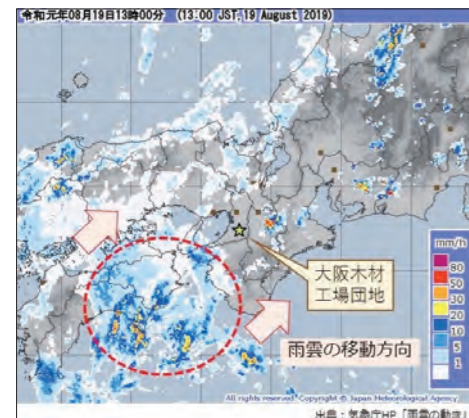 令和元年08月19日13時00分 (13:00 JST, 19 August 2019)
mm/h
80
50
30
20
10
5
1
大阪木材
工場団地
雨雲の移動方向
All rights reserved. Copyright © Japan Meteorological Agency
出典：気象庁HP「雨雲の動き」